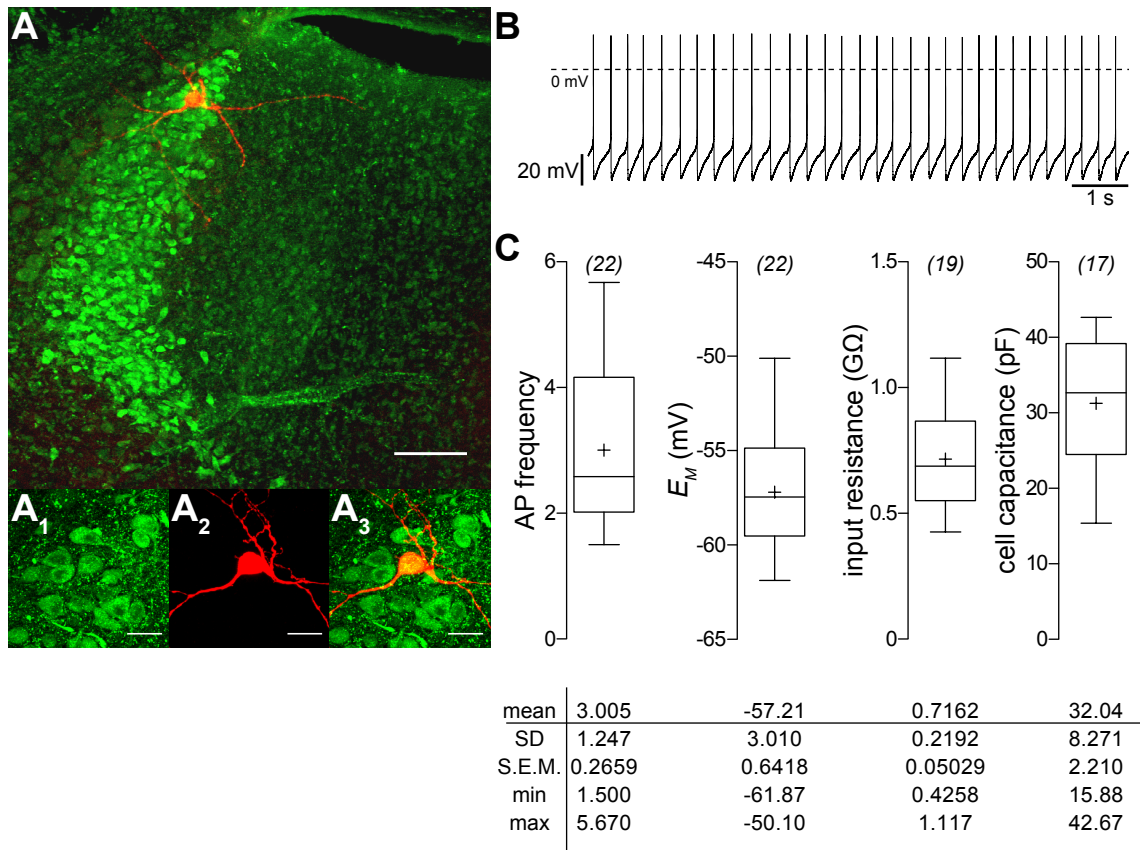 A
A1
A2
A3
B
0 mV
20 mV
1 s
C
AP frequency
6
4
2
0
(22)
EM (mV)
-45
-50
-55
-60
-65
(22)
input resistance (GΩ)
1.5
1.0
0.5
0
(19)
cell capacitance (pF)
50
40
30
20
10
0
(17)
mean 3.005 -57.21 0.7162 32.04
SD 1.247 3.010 0.2192 8.271
S.E.M. 0.2659 0.6418 0.05029 2.210
min 1.500 -61.87 0.4258 15.88
max 5.670 -50.10 1.117 42.67